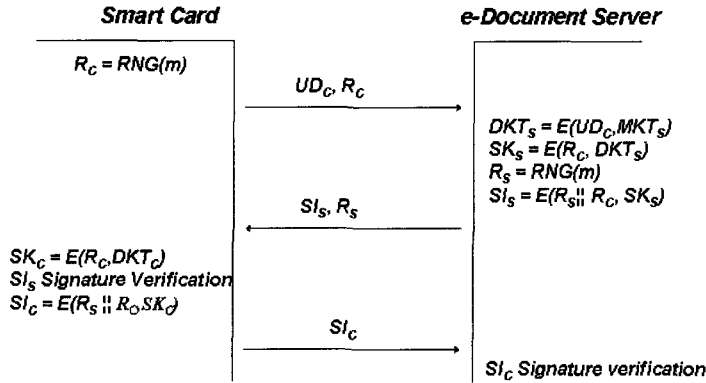 Smart Card
e-Document Server
R_C = RNG(m)
UD_C, R_C
DKT_S = E(UD_C,MKT_S)
SK_S = E(R_C, DKT_S)
R_S = RNG(m)
SI_S = E(R_S¦¦ R_C, SK_S)
SI_S, R_S
SK_C = E(R_C,DKT_C)
SI_S Signature Verification
SI_C = E(R_S ¦¦ R_C,SK_C)
SI_C
SI_C Signature verification